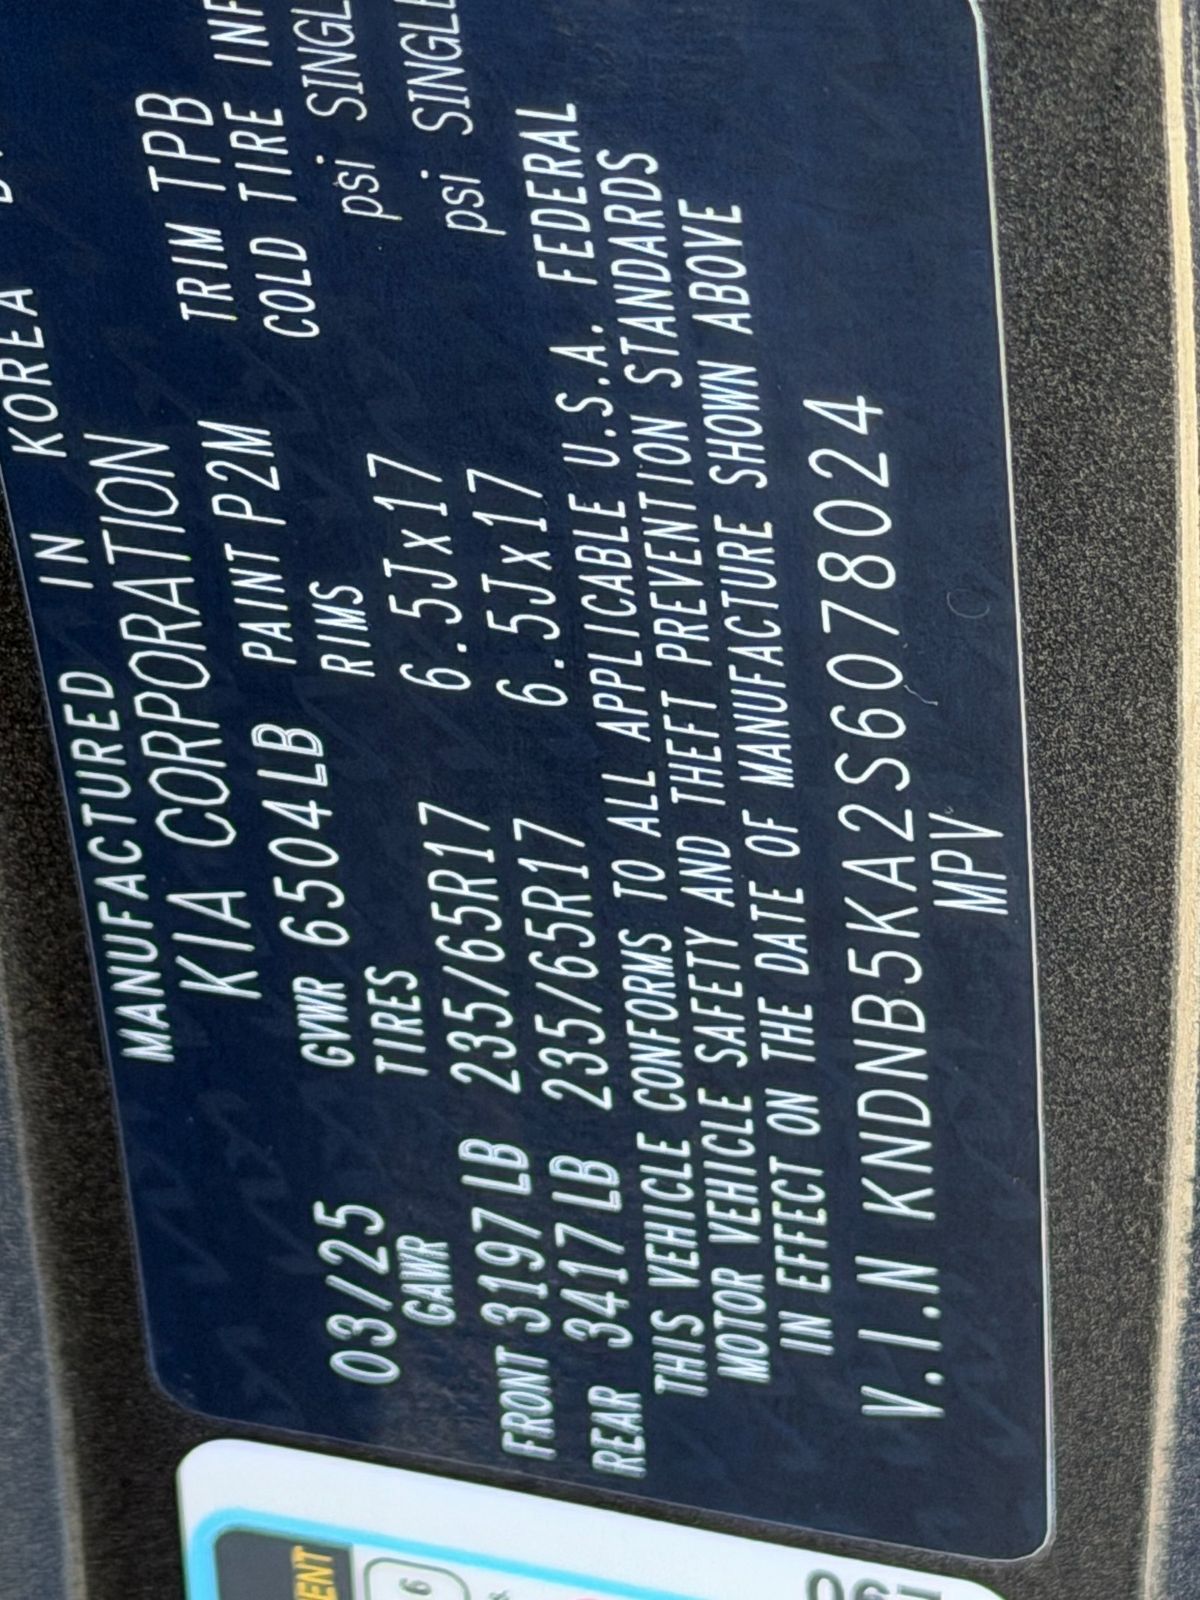 MANUFACTURED IN KOREA
KIA CORPORATION
03/25 GVWR 6504LB PAINT P2M TRIM TPB
GAWR TIRES RIMS COLD TIRE
FRONT 3197LB 235/65R17 6.5Jx17 psi
REAR 3417LB 235/65R17 6.5Jx17 psi
THIS VEHICLE CONFORMS TO ALL APPLICABLE U.S.A. FEDERAL
MOTOR VEHICLE SAFETY AND THEFT PREVENTION STANDARDS
IN EFFECT ON THE DATE OF MANUFACTURE SHOWN ABOVE
V.I.N KNDNB5KA2S6078024
MPV